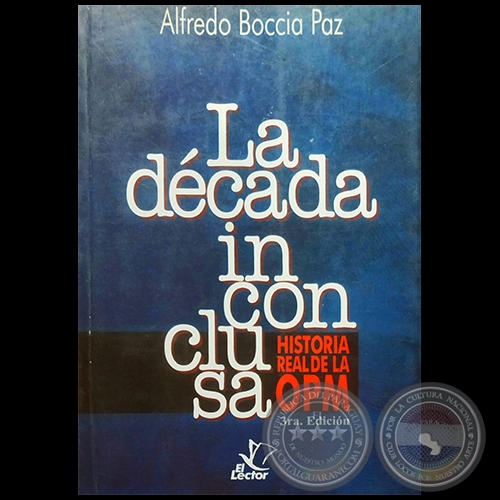 Alfredo Boccia Paz
La
década
in
con
clu
sa
HISTORIA
REAL DE LA
OPM
3ra. Edición
El
Lector